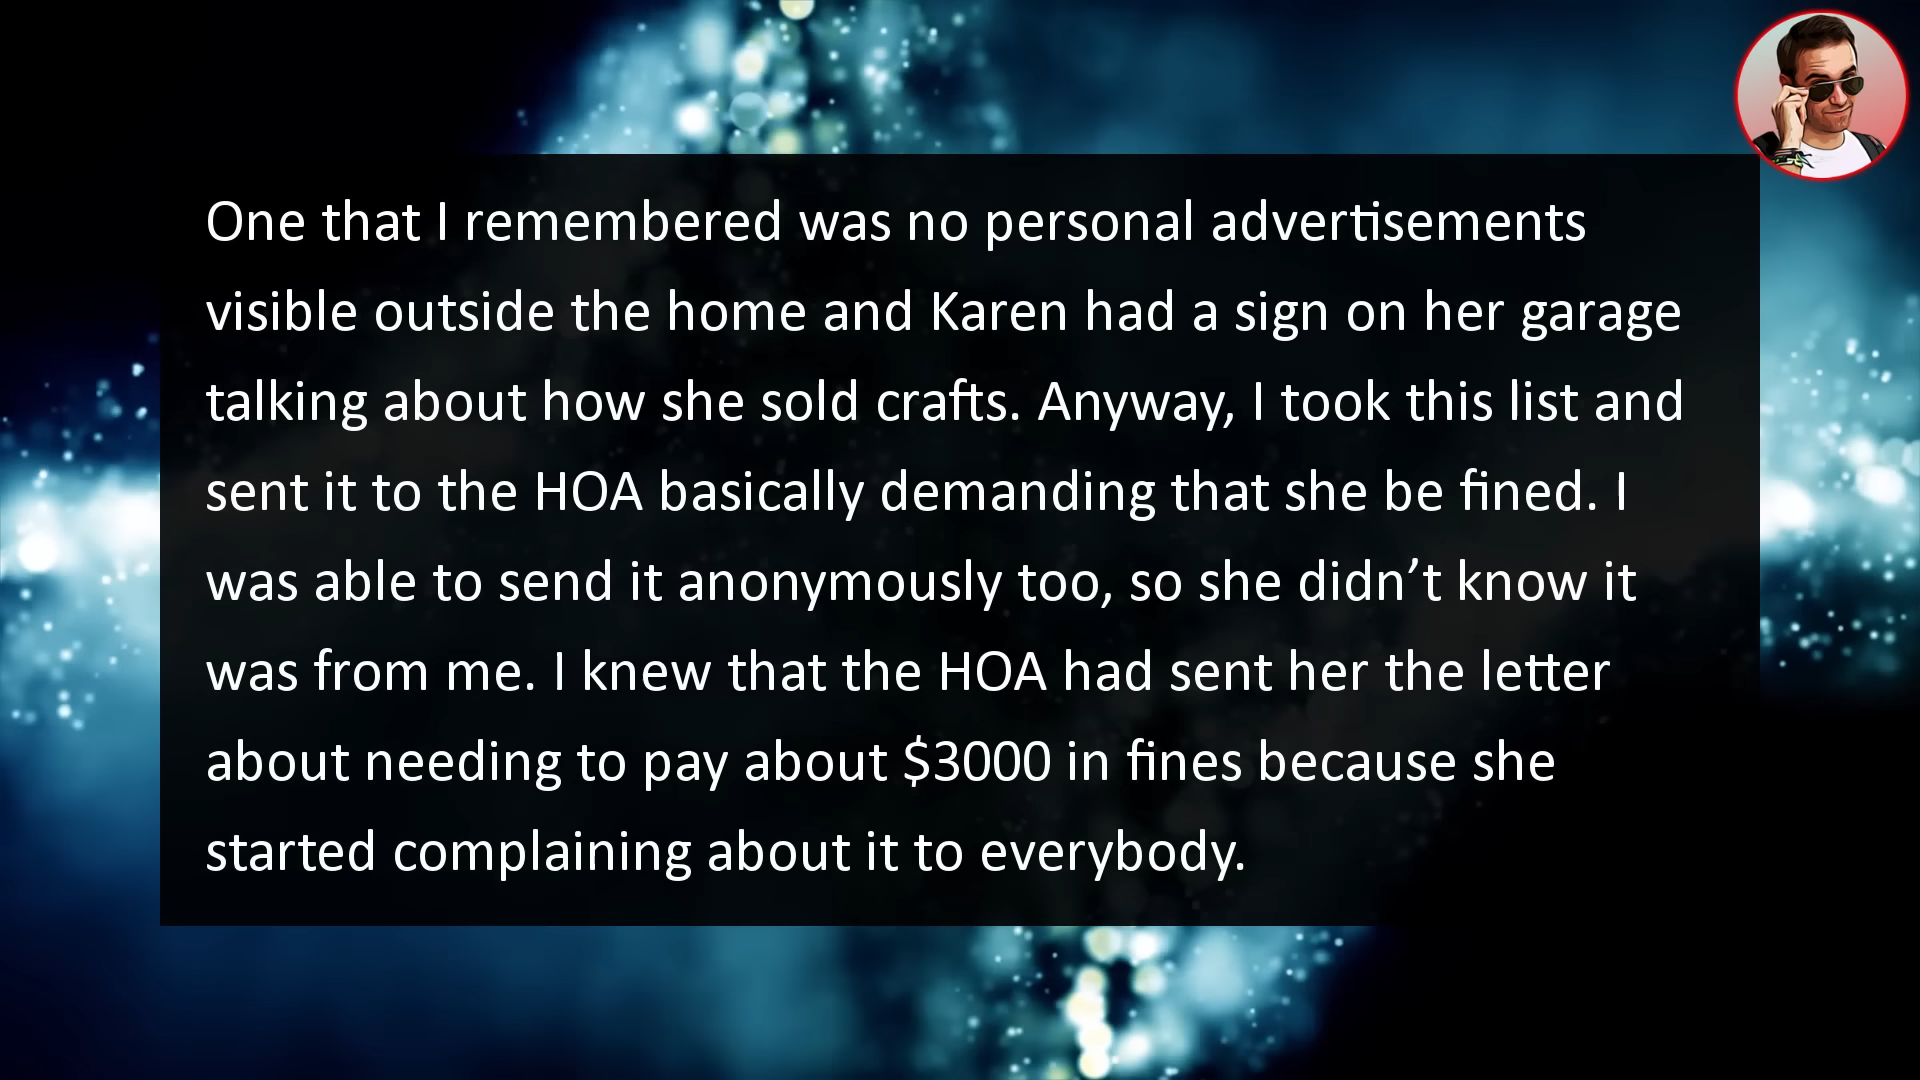 One that I remembered was no personal advertisements
visible outside the home and Karen had a sign on her garage
talking about how she sold crafts. Anyway, I took this list and
sent it to the HOA basically demanding that she be fined. I
was able to send it anonymously too, so she didn’t know it
was from me. I knew that the HOA had sent her the letter
about needing to pay about $3000 in fines because she
started complaining about it to everybody.